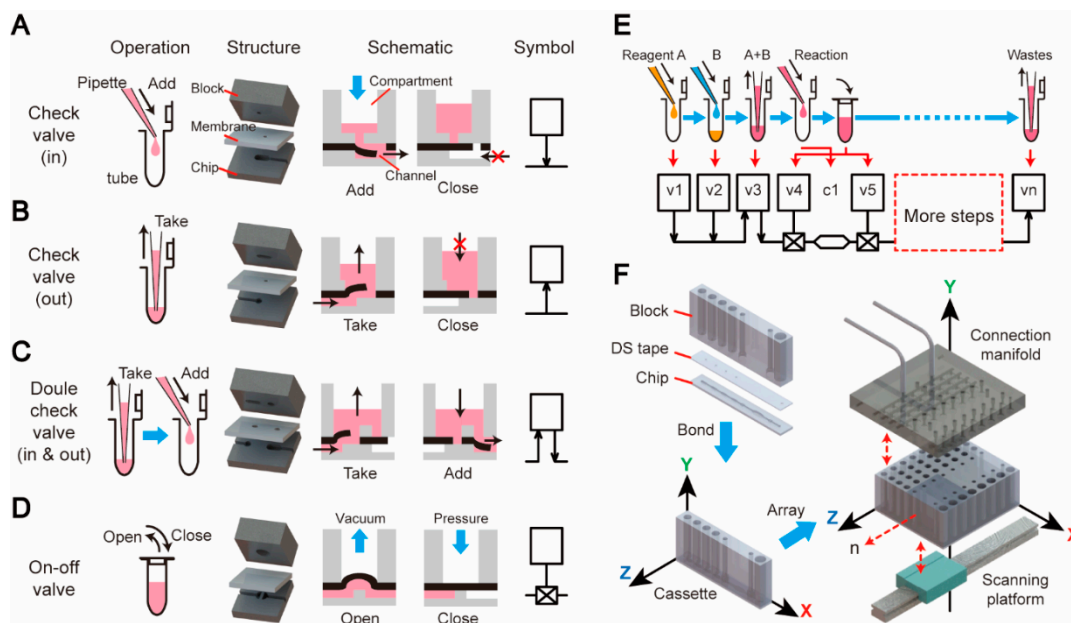 A
Operation
Structure
Schematic
Symbol
Check
valve
(in)
Pipette
Add
tube
Block
Membrane
Chip
Compartment
Channel
Add
Close
B
Check
valve
(out)
Take
Take
Close
C
Doule
check
valve
(in & out)
Take
Add
Take
Add
D
On-off
valve
Open
Close
Vacuum
Pressure
Open
Close
E
Reagent A
B
A+B
Reaction
Wastes
v1
v2
v3
v4
c1
v5
More steps
vn
F
Block
DS tape
Chip
Bond
Y
Z
X
Cassette
Array
Y
Connection
manifold
Z
X
n
Scanning
platform